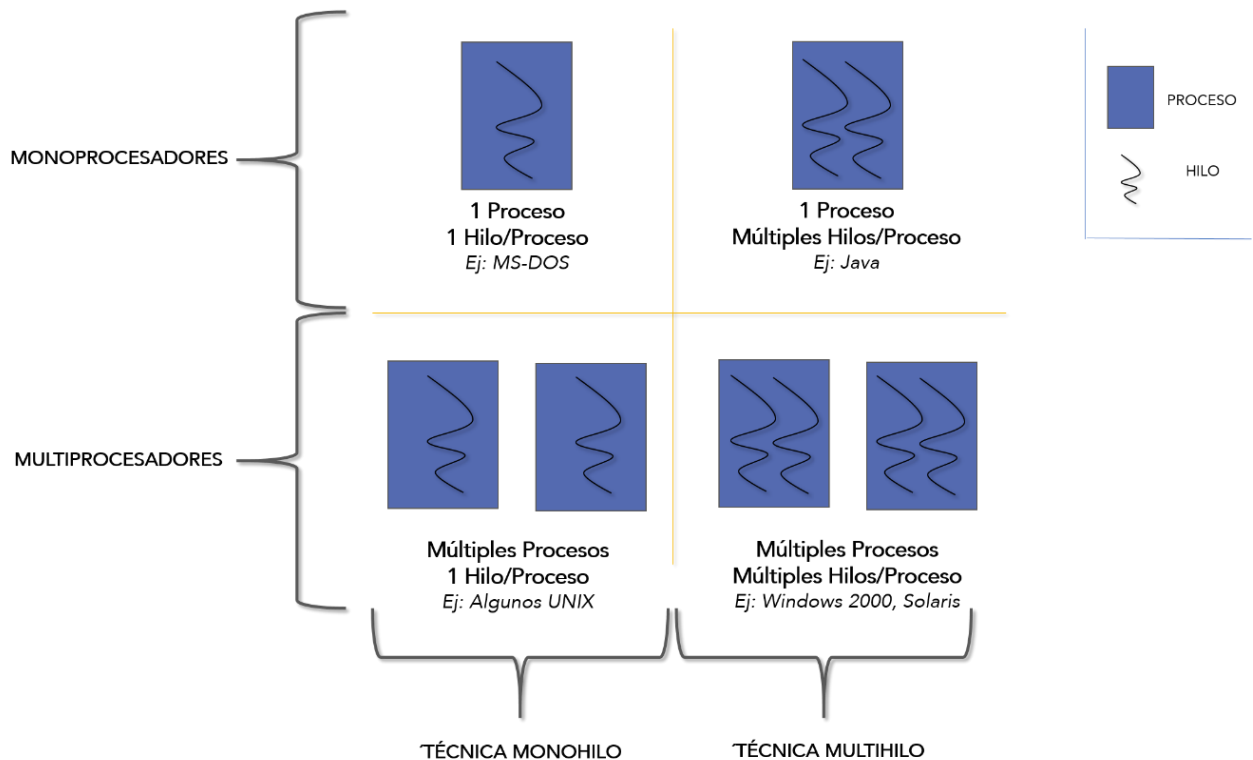 MONOPROCESADORES
1 Proceso
1 Hilo/Proceso
Ej: MS-DOS
1 Proceso
Múltiples Hilos/Proceso
Ej: Java
PROCESO
HILO
MULTIPROCESADORES
Múltiples Procesos
1 Hilo/Proceso
Ej: Algunos UNIX
Múltiples Procesos
Múltiples Hilos/Proceso
Ej: Windows 2000, Solaris
TÉCNICA MONOHILO
TÉCNICA MULTIHILO